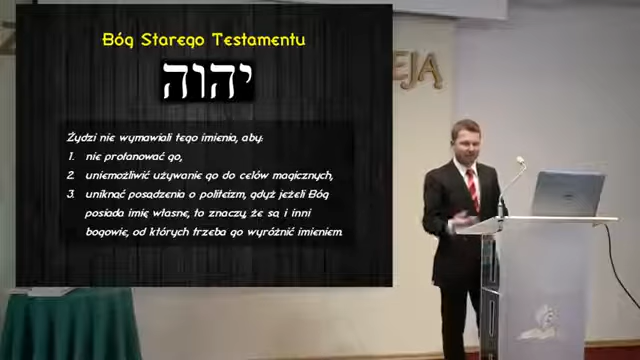 Bóg Starego Testamentu
יהוה
Żydzi nie wymawiali tego imienia, aby:
1. nie profanować go,
2. uniemożliwić używanie go do celów magicznych,
3. uniknąć posądzenia o politeizm, gdyż jeżeli Bóg
posiada imię własne, to znaczy, że są i inni
bogowie, od których trzeba go wyróżnić imieniem.
EJĄ